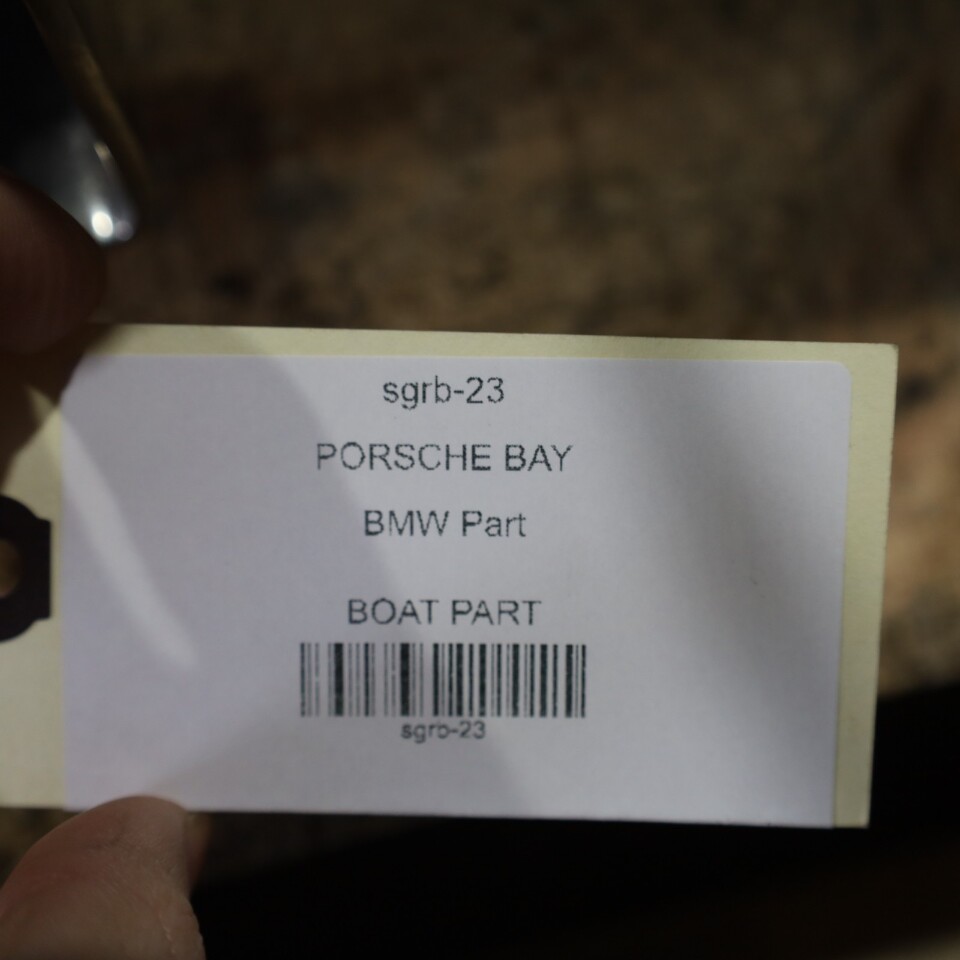 sgrb-23
PORSCHE BAY
BMW Part
BOAT PART
sgrb-23